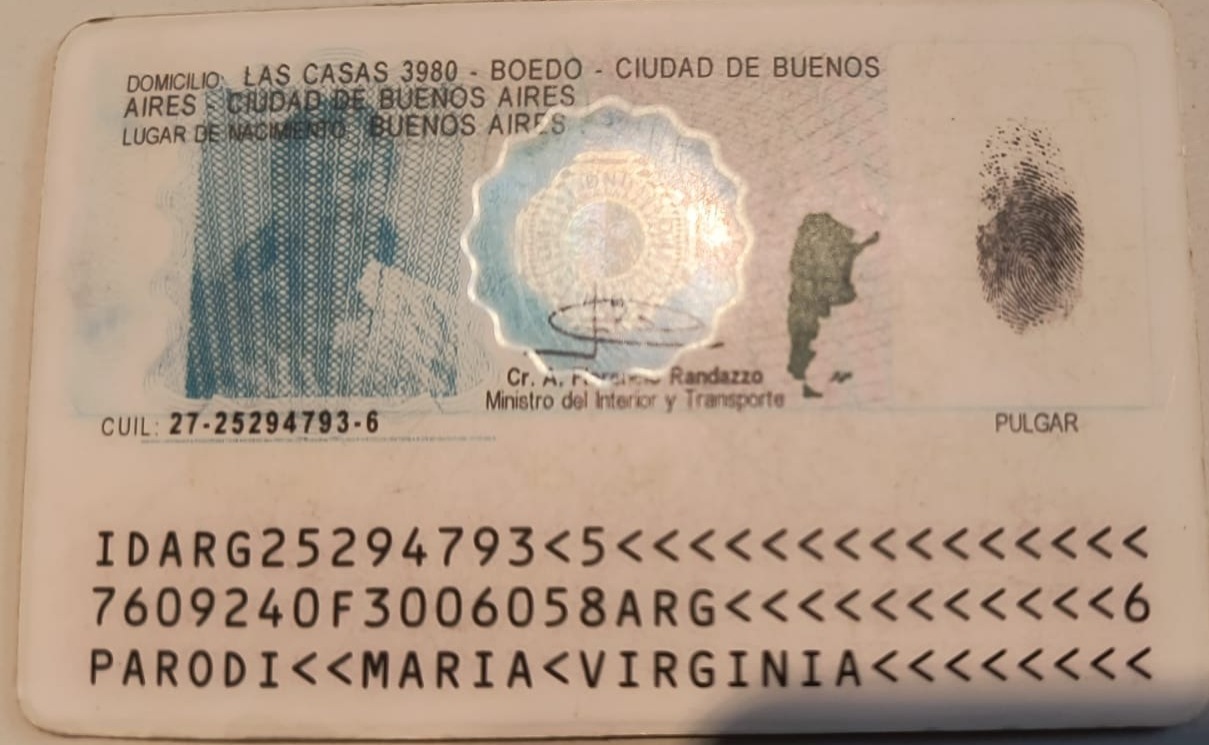 DOMICILIO: LAS CASAS 3980 - BOEDO - CIUDAD DE BUENOS
AIRES - CIUDAD DE BUENOS AIRES
LUGAR DE NACIMIENTO: BUENOS AIRES
Cr. A. Florencio Randazzo
Ministro del Interior y Transporte
CUIL: 27-25294793-6
PULGAR
IDARG25294793<5<<<<<<<<<<<<<<<
7609240F3006058ARG<<<<<<<<<<<6
PARODI<<MARIA<VIRGINIA<<<<<<<<